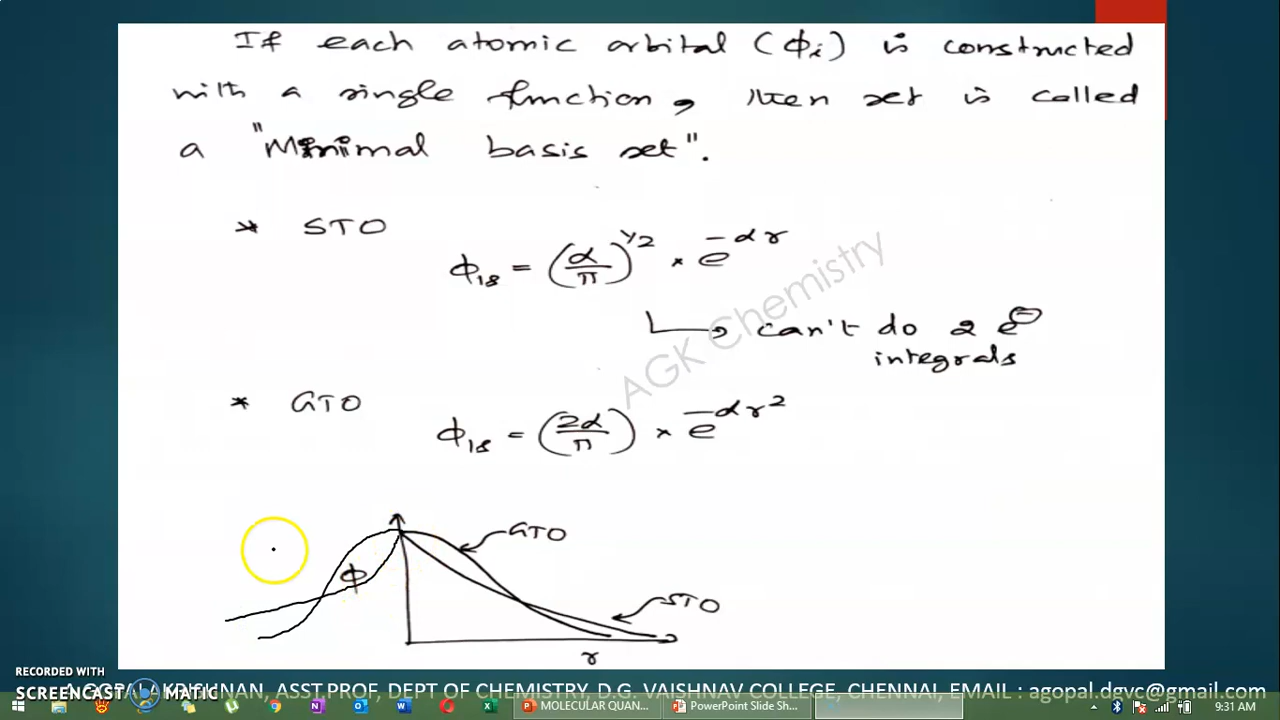 If each atomic orbital (ϕi) is constructed
with a single function, then set is called
a "Minimal basis set".
* STO
ϕ1s = (α/π)^1/2 × e^-αr
↳ can't do 2 e⊖
integrals
* GTO
ϕ1s = (2α/π) × e^-αr^2
AGK Chemistry
GTO
ϕ
STO
r
RECORDED WITH
SCREENCAST MATIC
A GOPALAKRISHNAN, ASST.PROF, DEPT OF CHEMISTRY, D.G. VAISHNAV COLLEGE, CHENNAI, EMAIL : agopal.dgvc@gmail.com
MOLECULAR QUAN...
PowerPoint Slide Sh...
9:31 AM